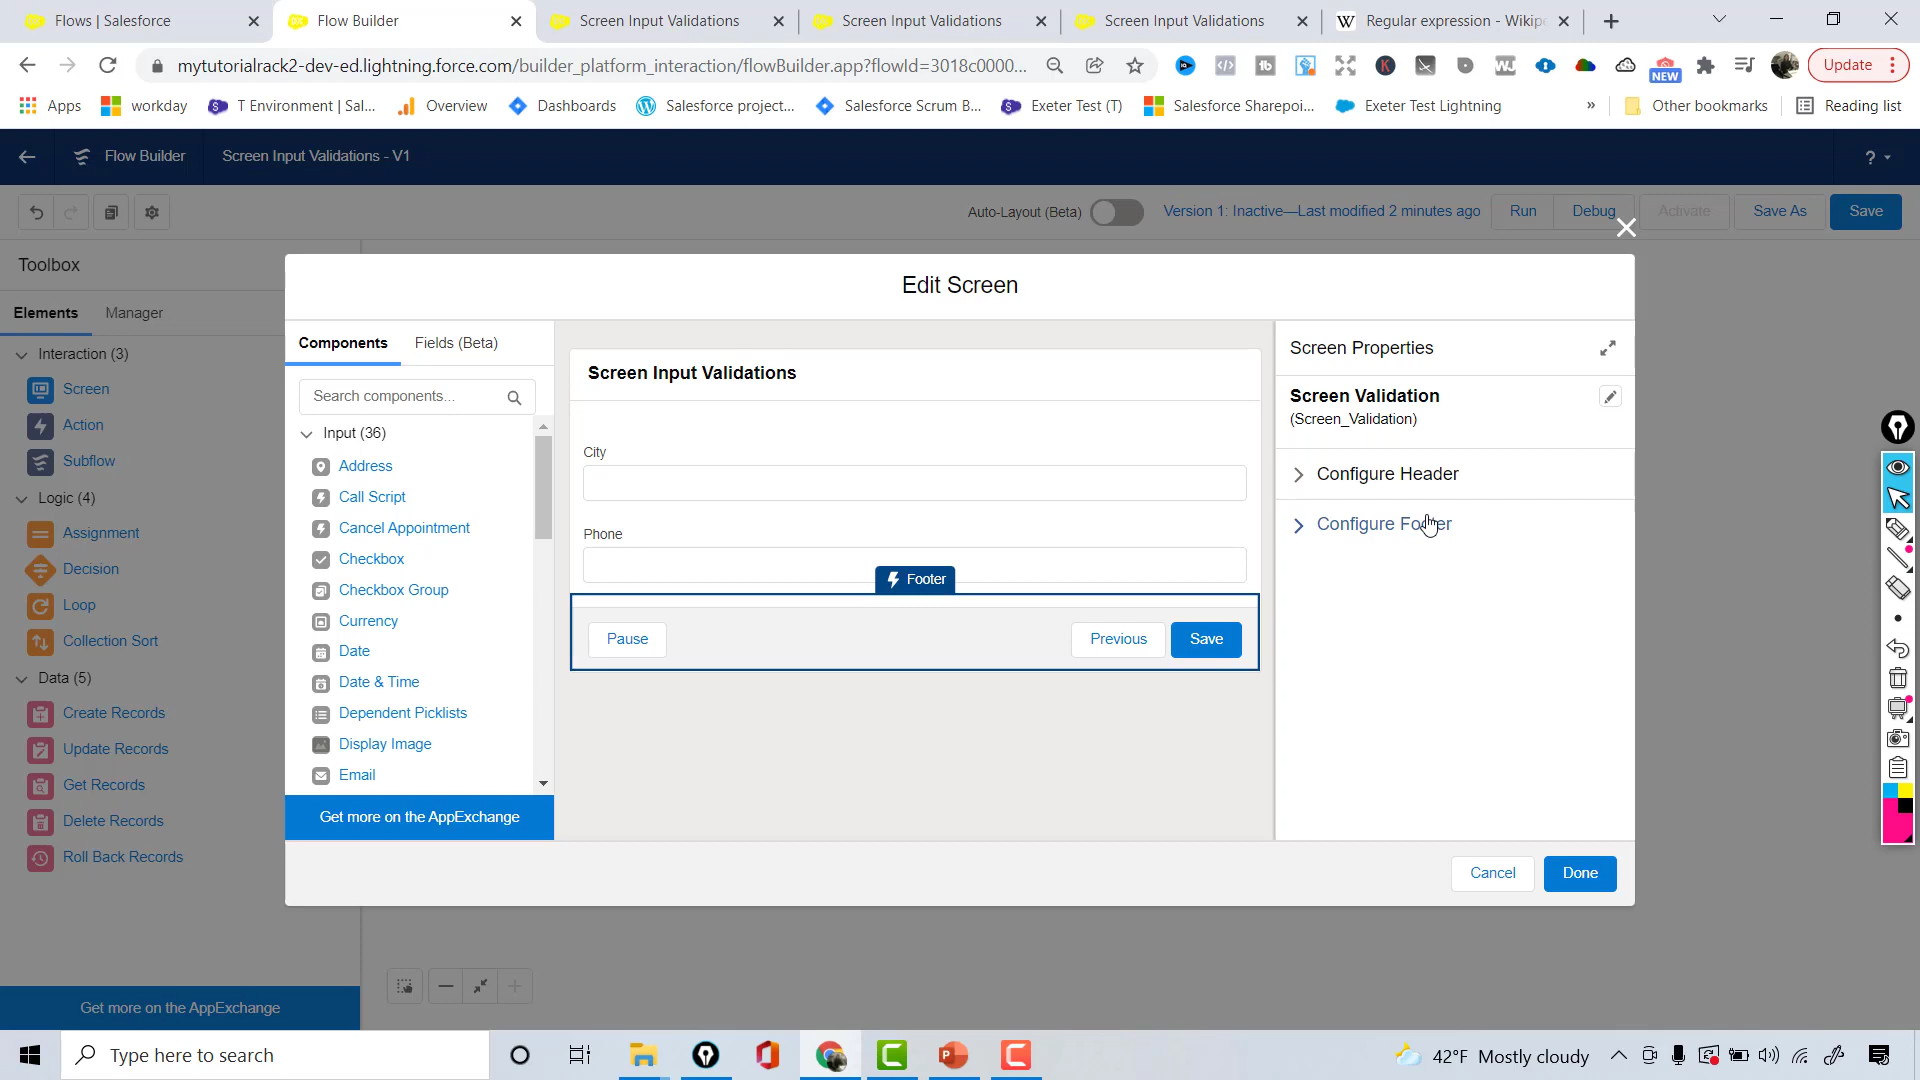 Flows | Salesforce
Flow Builder
Screen Input Validations
Screen Input Validations
Screen Input Validations
W Regular expression - Wikipe
mytutorialrack2-dev-ed.lightning.force.com/builder_platform_interaction/flowBuilder.app?flowId=3018c0000...
NEW
Update
Apps
workday
T Environment | Sal...
Overview
Dashboards
Salesforce project...
Salesforce Scrum B...
Exeter Test (T)
Salesforce Sharepoi...
Exeter Test Lightning
»
Other bookmarks
Reading list
Flow Builder
Screen Input Validations - V1
?
Auto-Layout (Beta)
Version 1: Inactive—Last modified 2 minutes ago
Run
Debug
Activate
Save As
Save
Toolbox
Elements
Manager
Interaction (3)
Screen
Action
Subflow
Logic (4)
Assignment
Decision
Loop
Collection Sort
Data (5)
Create Records
Update Records
Get Records
Delete Records
Roll Back Records
Get more on the AppExchange
Edit Screen
Components
Fields (Beta)
Search components...
Input (36)
Address
Call Script
Cancel Appointment
Checkbox
Checkbox Group
Currency
Date
Date & Time
Dependent Picklists
Display Image
Email
Get more on the AppExchange
Screen Input Validations
City
Phone
Footer
Pause
Previous
Save
Screen Properties
Screen Validation
(Screen_Validation)
Configure Header
Configure Footer
Cancel
Done
Type here to search
42°F Mostly cloudy